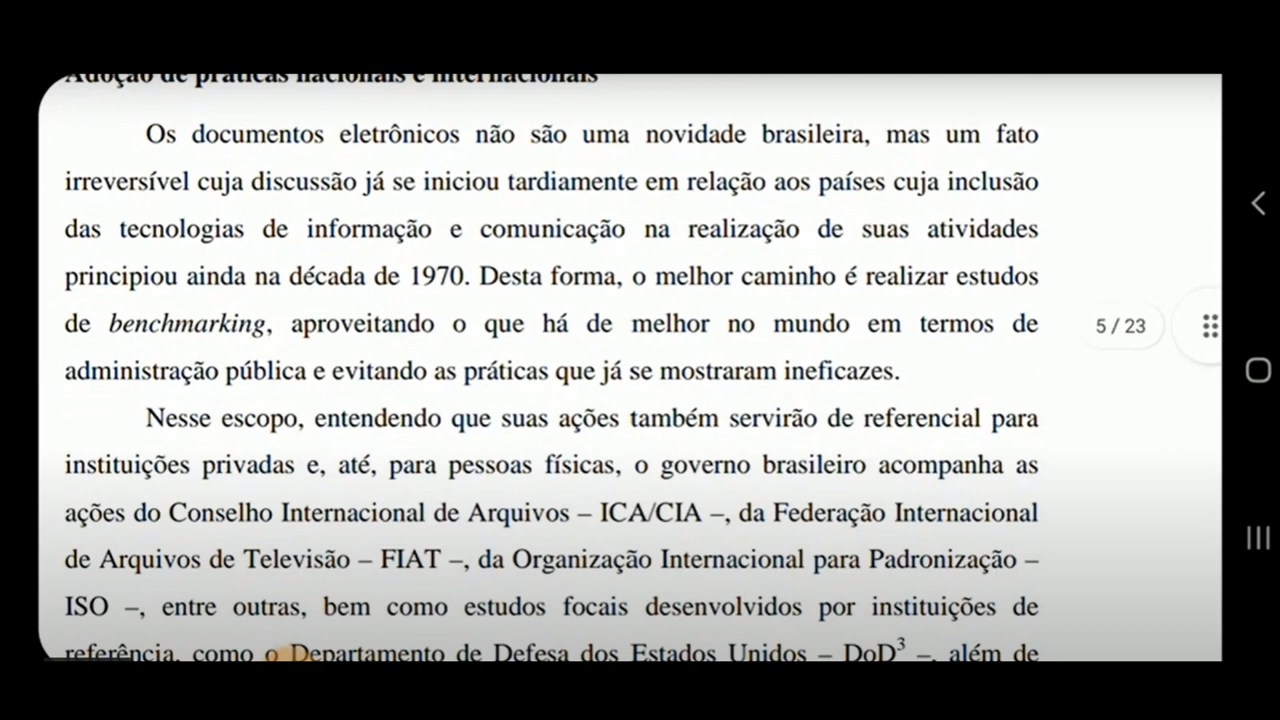 Adoção de práticas nacionais e internacionais
Os documentos eletrônicos não são uma novidade brasileira, mas um fato
irreversível cuja discussão já se iniciou tardiamente em relação aos países cuja inclusão
das tecnologias de informação e comunicação na realização de suas atividades
principiou ainda na década de 1970. Desta forma, o melhor caminho é realizar estudos
de benchmarking, aproveitando o que há de melhor no mundo em termos de
administração pública e evitando as práticas que já se mostraram ineficazes.
5 / 23
Nesse escopo, entendendo que suas ações também servirão de referencial para
instituições privadas e, até, para pessoas físicas, o governo brasileiro acompanha as
ações do Conselho Internacional de Arquivos – ICA/CIA –, da Federação Internacional
de Arquivos de Televisão – FIAT –, da Organização Internacional para Padronização –
ISO –, entre outras, bem como estudos focais desenvolvidos por instituições de
referência, como o Departamento de Defesa dos Estados Unidos – DoD³ –, além de